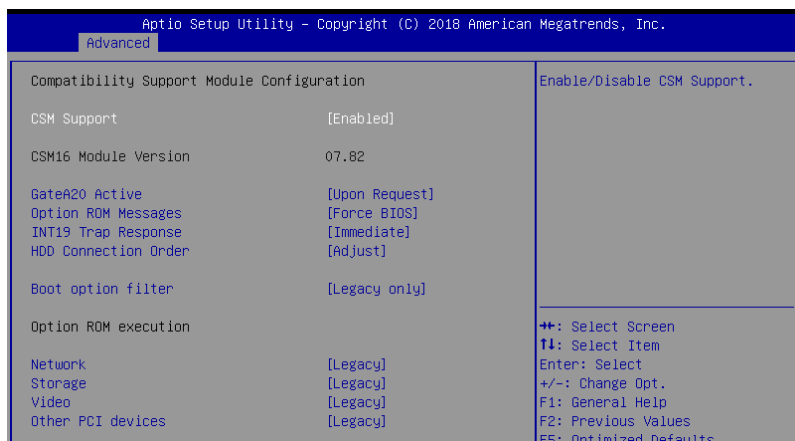 Aptio Setup Utility – Copyright (C) 2018 American Megatrends, Inc.
Advanced
Compatibility Support Module Configuration
CSM Support [Enabled]
CSM16 Module Version 07.82
GateA20 Active [Upon Request]
Option ROM Messages [Force BIOS]
INT19 Trap Response [Immediate]
HDD Connection Order [Adjust]
Boot option filter [Legacy only]
Option ROM execution
Network [Legacy]
Storage [Legacy]
Video [Legacy]
Other PCI devices [Legacy]
Enable/Disable CSM Support.
→←: Select Screen
↑↓: Select Item
Enter: Select
+/-: Change Opt.
F1: General Help
F2: Previous Values
F5: Optimized Defaults